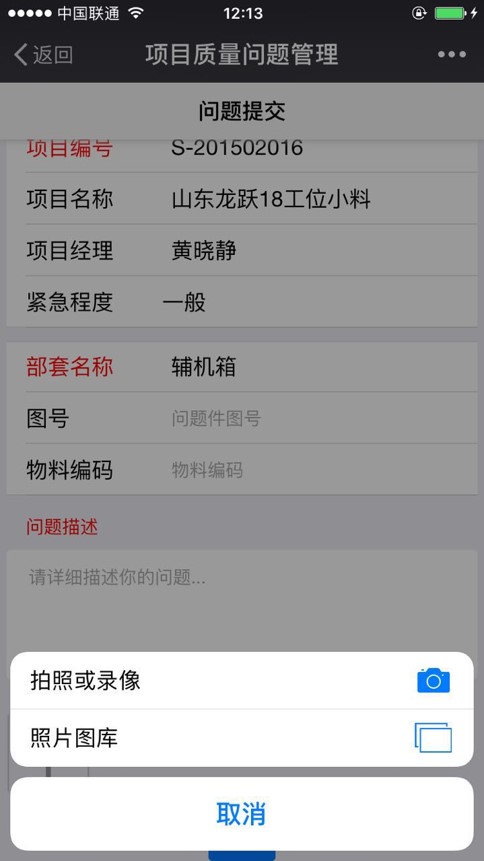 中国联通 12:13
返回 项目质量问题管理
问题提交
项目编号 S-201502016
项目名称 山东龙跃18工位小料
项目经理 黄晓静
紧急程度 一般
部套名称 辅机箱
图号 问题件图号
物料编码 物料编码
问题描述
请详细描述你的问题...
拍照或录像
照片图库
取消